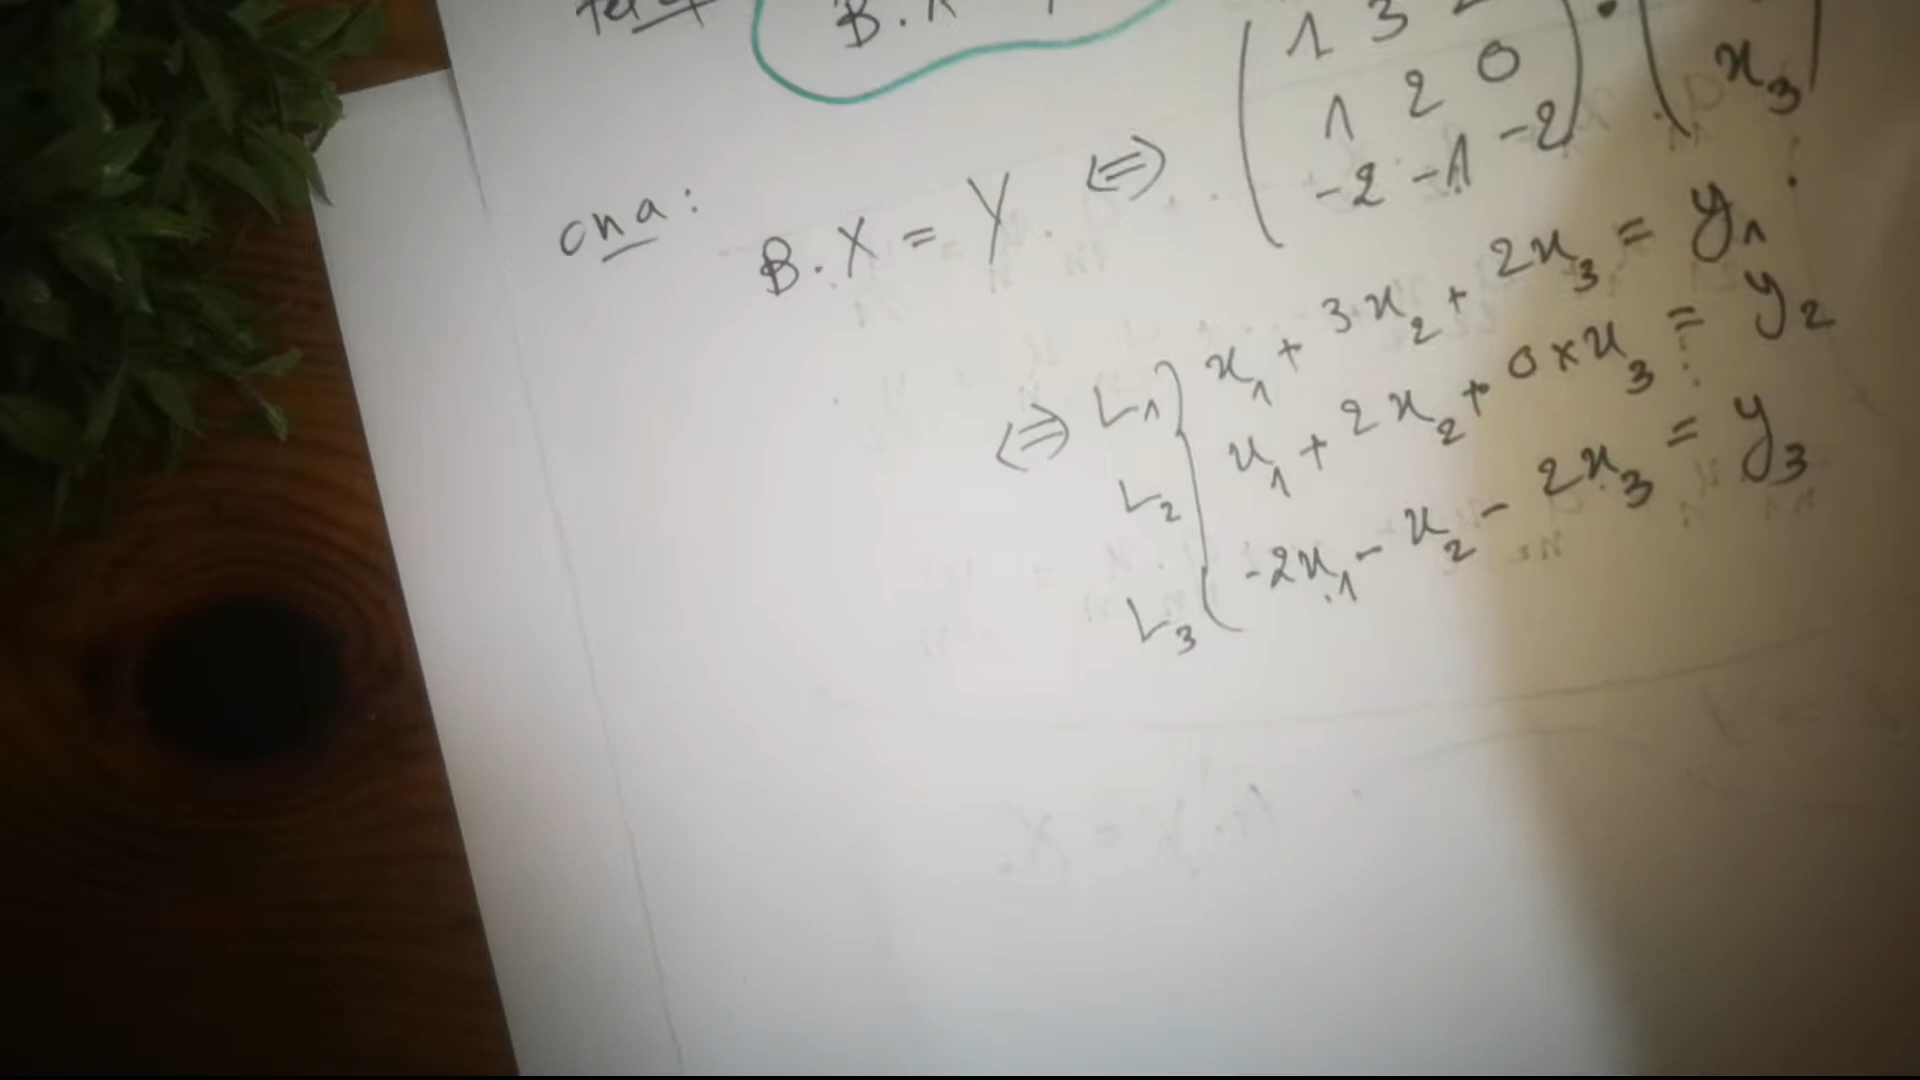 B.X
1 3 2
1 2 0
-2 -1 -2
x₃
on a : B.X = Y ⇔
⇔ L₁ { x₁ + 3x₂ + 2x₃ = y₁
L₂ x₁ + 2x₂ + 0×x₃ = y₂
L₃ -2x₁ - x₂ - 2x₃ = y₃